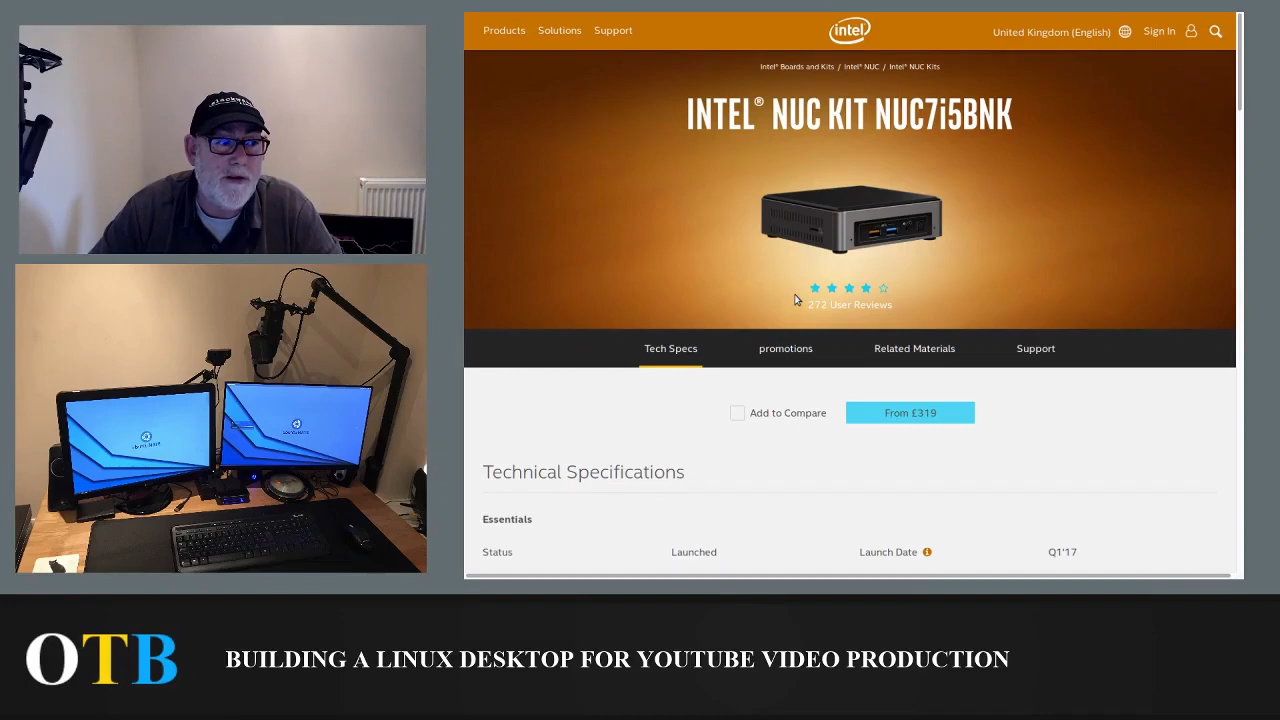 slackware
Products
Solutions
Support
intel
United Kingdom (English)
Sign In
Intel® Boards and Kits / Intel® NUC / Intel® NUC Kits
INTEL® NUC KIT NUC7i5BNK
272 User Reviews
Tech Specs
promotions
Related Materials
Support
Add to Compare
From £319
Technical Specifications
Essentials
Status
Launched
Launch Date
Q1'17
OTB
BUILDING A LINUX DESKTOP FOR YOUTUBE VIDEO PRODUCTION